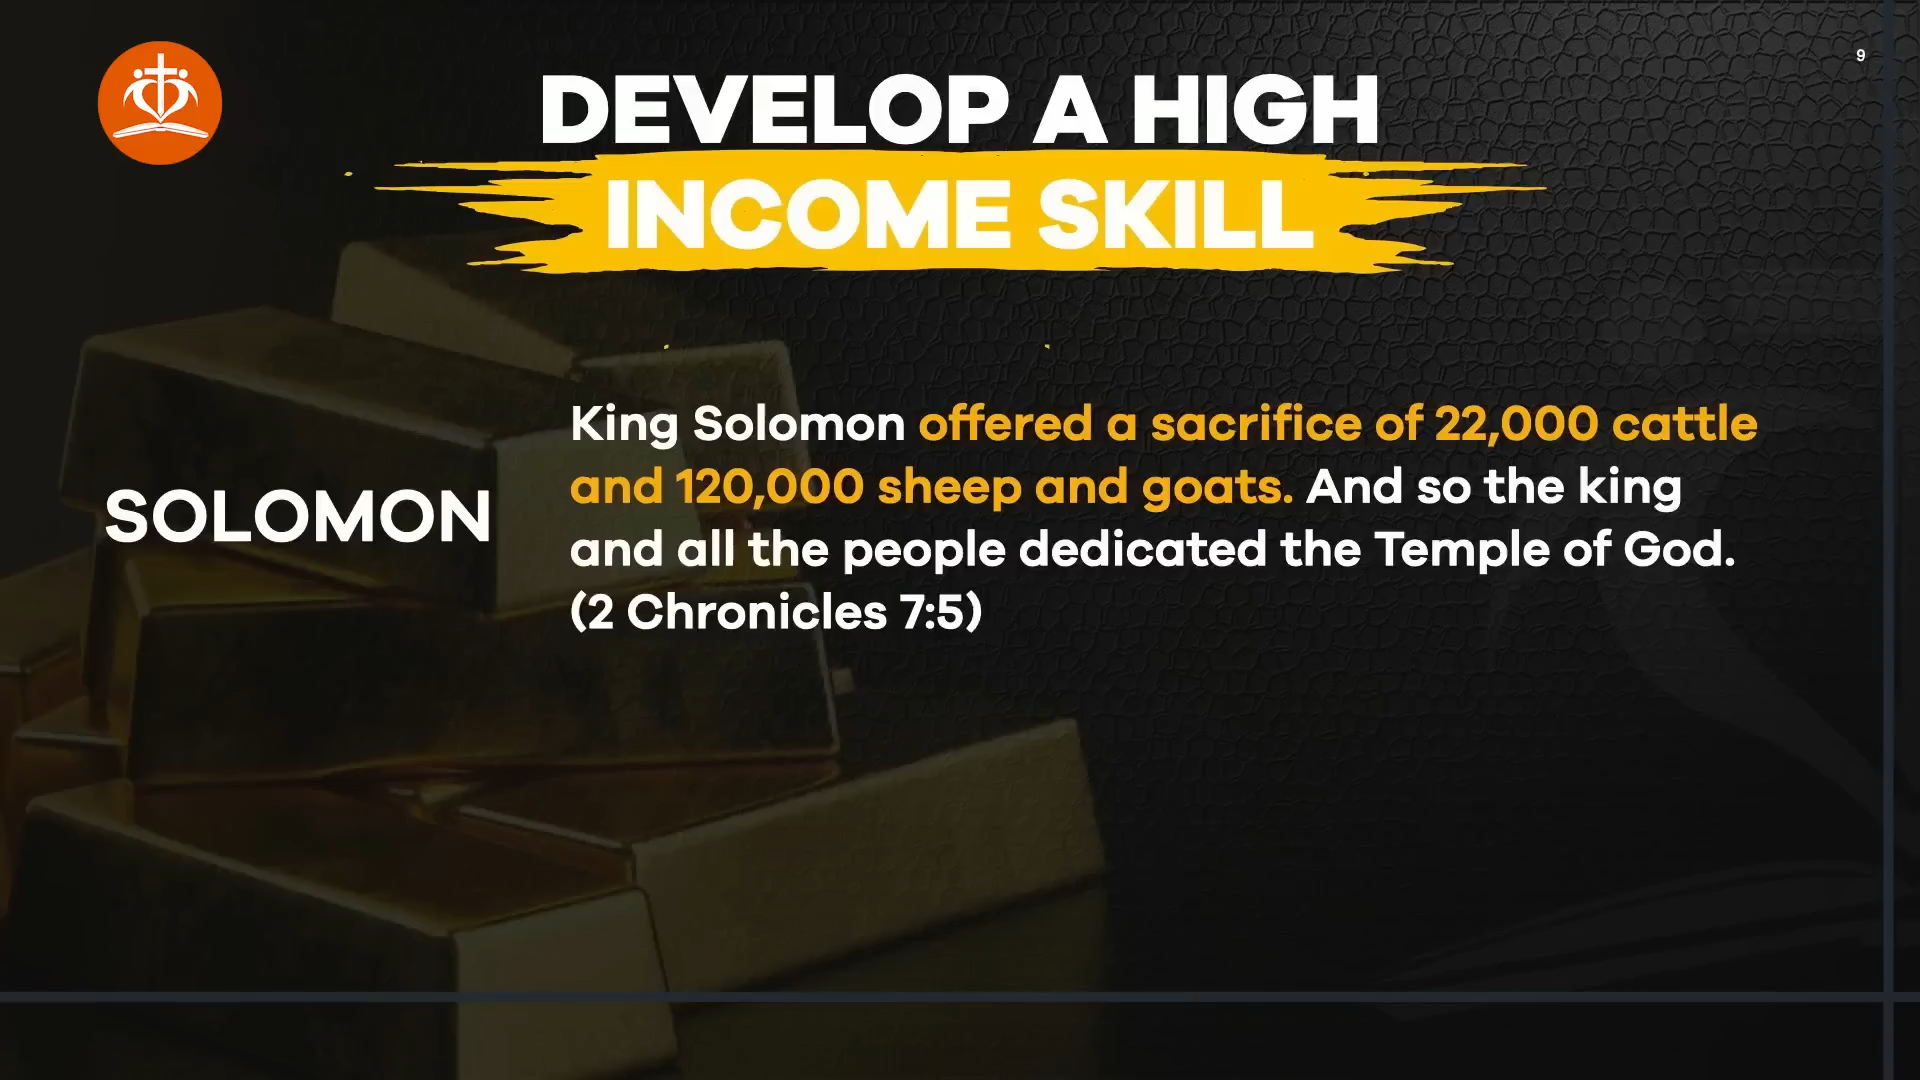 9
DEVELOP A HIGH
INCOME SKILL
SOLOMON
King Solomon offered a sacrifice of 22,000 cattle
and 120,000 sheep and goats. And so the king
and all the people dedicated the Temple of God.
(2 Chronicles 7:5)